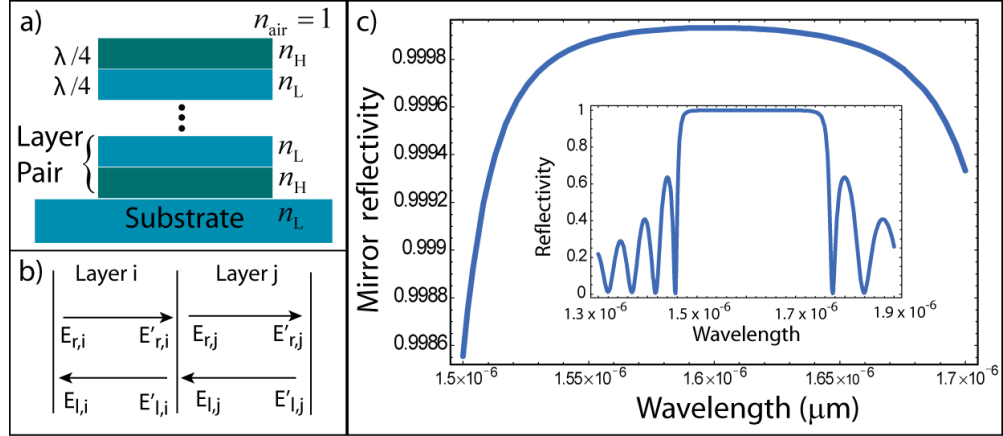 a)
n_air = 1
λ/4 n_H
λ/4 n_L
Layer
Pair
n_L
n_H
Substrate n_L
b)
Layer i Layer j
E_r,i E'_r,i E_r,j E'_r,j
E_l,i E'_l,i E_l,j E'_l,j
c)
Mirror reflectivity
0.9998
0.9996
0.9994
0.9992
0.999
0.9988
0.9986
1.5×10⁻⁶ 1.55×10⁻⁶ 1.6×10⁻⁶ 1.65×10⁻⁶ 1.7×10⁻⁶
Wavelength (μm)
Reflectivity
1
0.8
0.6
0.4
0.2
0
1.3 x 10⁻⁶ 1.5 x 10⁻⁶ 1.7 x 10⁻⁶ 1.9 x 10⁻⁶
Wavelength